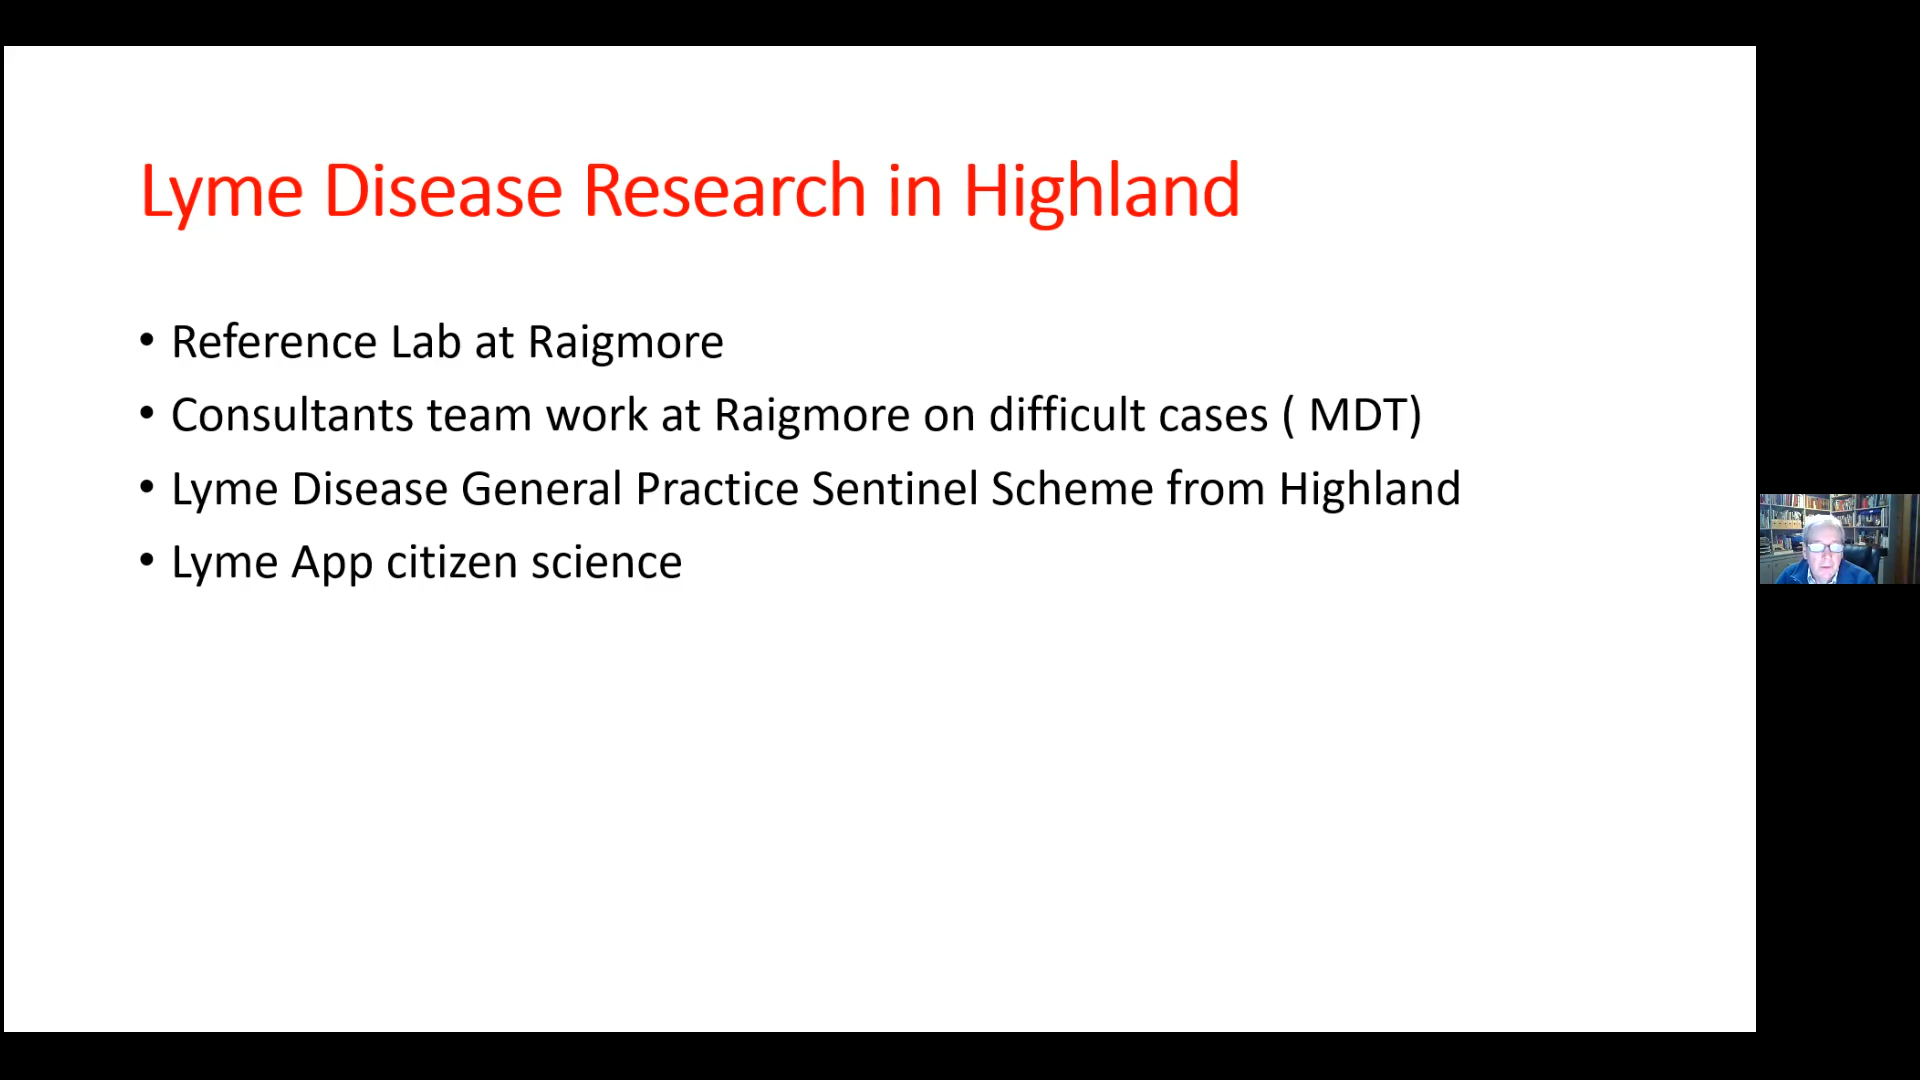 Lyme Disease Research in Highland
• Reference Lab at Raigmore
• Consultants team work at Raigmore on difficult cases ( MDT)
• Lyme Disease General Practice Sentinel Scheme from Highland
• Lyme App citizen science